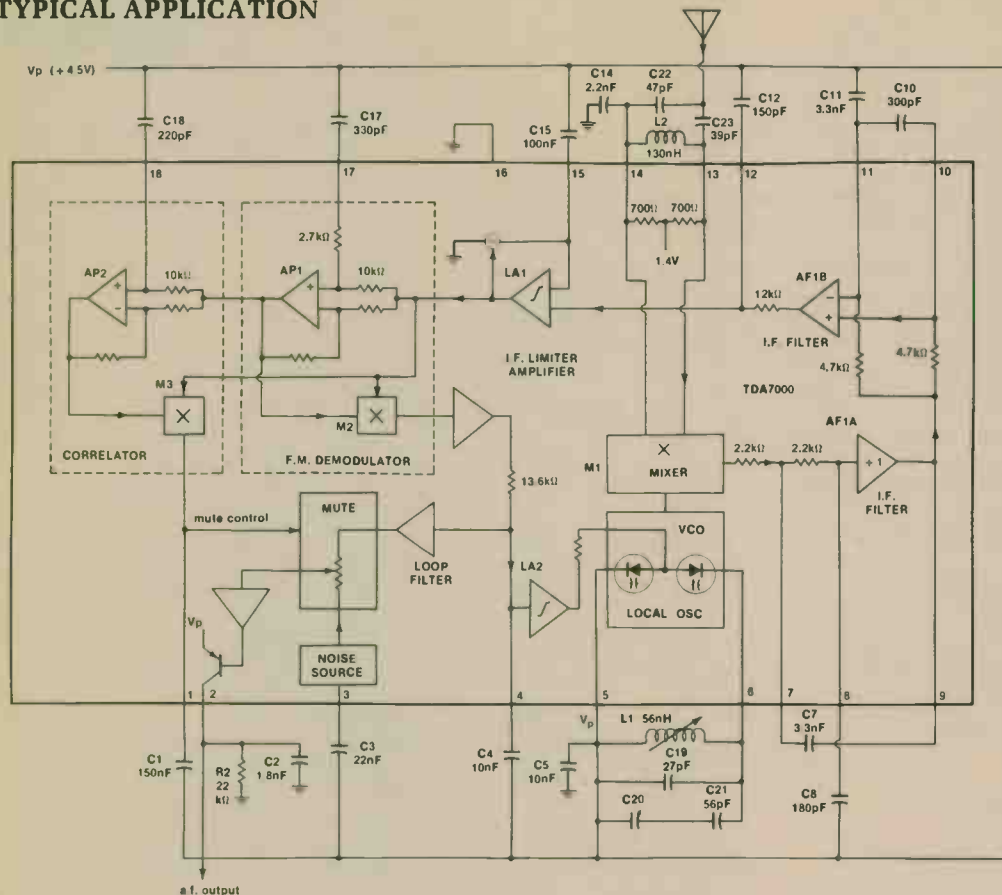 TYPICAL APPLICATION
Vp (+4.5V)
C18
220pF
C17
330pF
C15
100nF
C14
2.2nF
C22
47pF
L2
130nH
C23
39pF
C12
150pF
C11
3.3nF
C10
300pF
18
17
16
15
14
13
12
11
10
700Ω
700Ω
1.4V
2.7kΩ
AP2
+
−
10kΩ
AP1
+
10kΩ
LA1
I.F. LIMITER
AMPLIFIER
12kΩ
AF1B
−
+
I.F. FILTER
4.7kΩ
4.7kΩ
TDA7000
M3
×
CORRELATOR
×
M2
F.M. DEMODULATOR
13.6kΩ
M1
×
MIXER
2.2kΩ
2.2kΩ
AF1A
+1
I.F.
FILTER
mute control
MUTE
LOOP
FILTER
LA2
VCO
LOCAL OSC
Vp
NOISE
SOURCE
1
2
3
4
5
6
7
8
9
C1
150nF
R2
22
kΩ
C2
1.8nF
C3
22nF
C4
10nF
Vp
C5
10nF
L1 56nH
C19
27pF
C20
C21
56pF
C7
3.3nF
C8
180pF
a.f. output